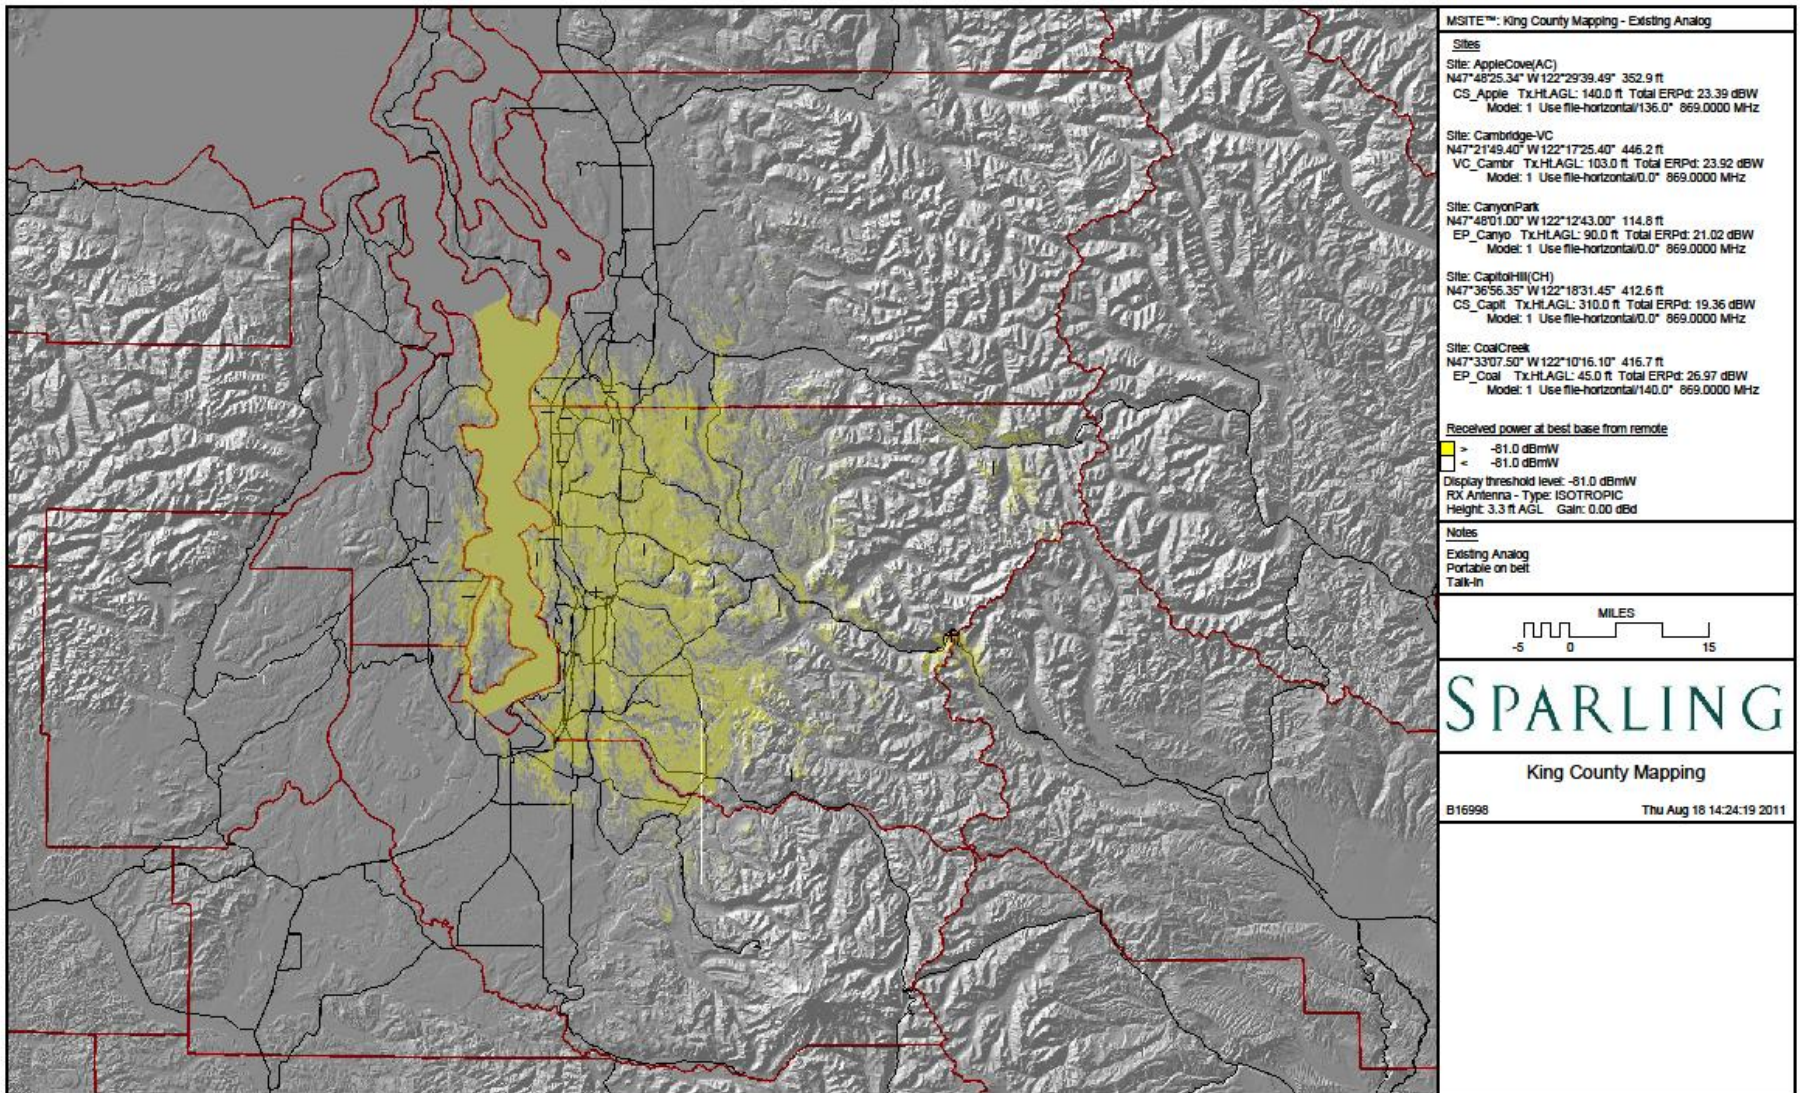 MSITE™: King County Mapping - Existing Analog
Sites
Site: AppleCove(AC)
N47°48'25.34" W122°29'39.49" 352.9 ft
CS_Apple Tx.Ht.AGL: 140.0 ft Total ERPd: 23.39 dBW
Model: 1 Use file-horizontal/136.0° 869.0000 MHz
Site: Cambridge-VC
N47°21'49.40" W122°17'25.40" 446.2 ft
VC_Cambr Tx.Ht.AGL: 103.0 ft Total ERPd: 23.92 dBW
Model: 1 Use file-horizontal/0.0° 869.0000 MHz
Site: CanyonPark
N47°48'01.00" W122°12'43.00" 114.8 ft
EP_Canyo Tx.Ht.AGL: 90.0 ft Total ERPd: 21.02 dBW
Model: 1 Use file-horizontal/0.0° 869.0000 MHz
Site: CapitolHill(CH)
N47°36'56.35" W122°18'31.45" 412.6 ft
CS_Capit Tx.Ht.AGL: 310.0 ft Total ERPd: 19.36 dBW
Model: 1 Use file-horizontal/0.0° 869.0000 MHz
Site: CoalCreek
N47°33'07.50" W122°10'16.10" 416.7 ft
EP_Coal Tx.Ht.AGL: 45.0 ft Total ERPd: 26.97 dBW
Model: 1 Use file-horizontal/140.0° 869.0000 MHz
Received power at best base from remote
> -81.0 dBmW
< -81.0 dBmW
Display threshold level: -81.0 dBmW
RX Antenna - Type: ISOTROPIC
Height: 3.3 ft AGL Gain: 0.00 dBd
Notes
Existing Analog
Portable on belt
Talk-in
MILES
-5 0 15
SPARLING
King County Mapping
B16998 Thu Aug 18 14:24:19 2011